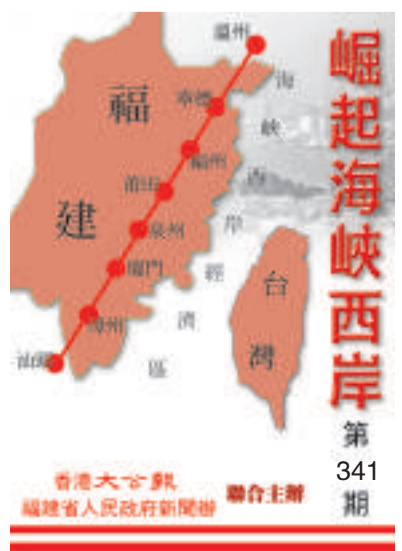 崛起海峽西岸
第
341
期
溫州
寧德
福州
莆田
泉州
廈門
漳州
汕頭
福建
海峽西岸經濟區
台灣
香港大公報
福建省人民政府新聞辦
聯合主辦